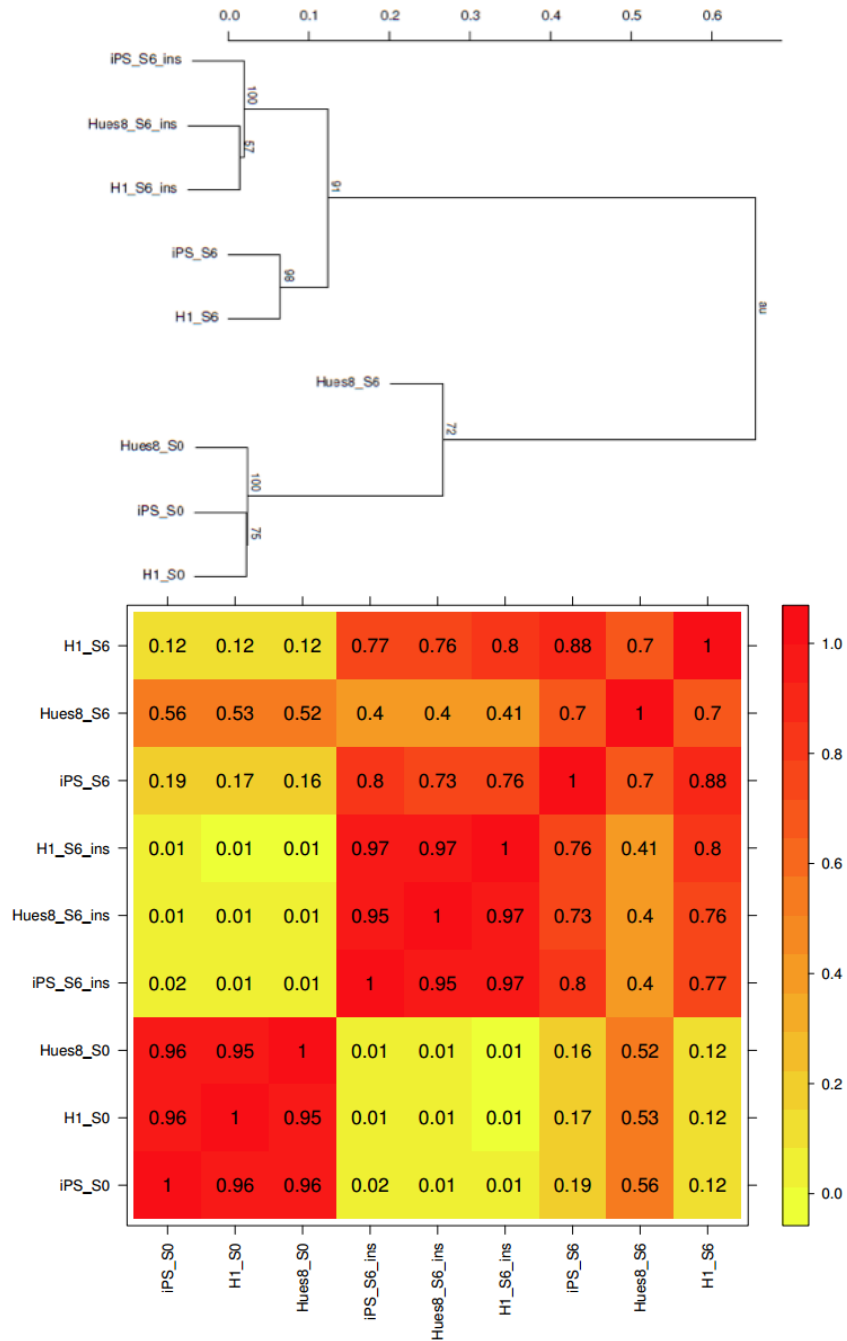 0.0 0.1 0.2 0.3 0.4 0.5 0.6
iPS_S6_ins
100
Hues8_S6_ins
57
H1_S6_ins
91
iPS_S6
98
H1_S6
au
Hues8_S6
72
Hues8_S0
100
iPS_S0
75
H1_S0
H1_S6 0.12 0.12 0.12 0.77 0.76 0.8 0.88 0.7 1
Hues8_S6 0.56 0.53 0.52 0.4 0.4 0.41 0.7 1 0.7
iPS_S6 0.19 0.17 0.16 0.8 0.73 0.76 1 0.7 0.88
H1_S6_ins 0.01 0.01 0.01 0.97 0.97 1 0.76 0.41 0.8
Hues8_S6_ins 0.01 0.01 0.01 0.95 1 0.97 0.73 0.4 0.76
iPS_S6_ins 0.02 0.01 0.01 1 0.95 0.97 0.8 0.4 0.77
Hues8_S0 0.96 0.95 1 0.01 0.01 0.01 0.16 0.52 0.12
H1_S0 0.96 1 0.95 0.01 0.01 0.01 0.17 0.53 0.12
iPS_S0 1 0.96 0.96 0.02 0.01 0.01 0.19 0.56 0.12
iPS_S0 H1_S0 Hues8_S0 iPS_S6_ins Hues8_S6_ins H1_S6_ins iPS_S6 Hues8_S6 H1_S6
1.0
0.8
0.6
0.4
0.2
0.0